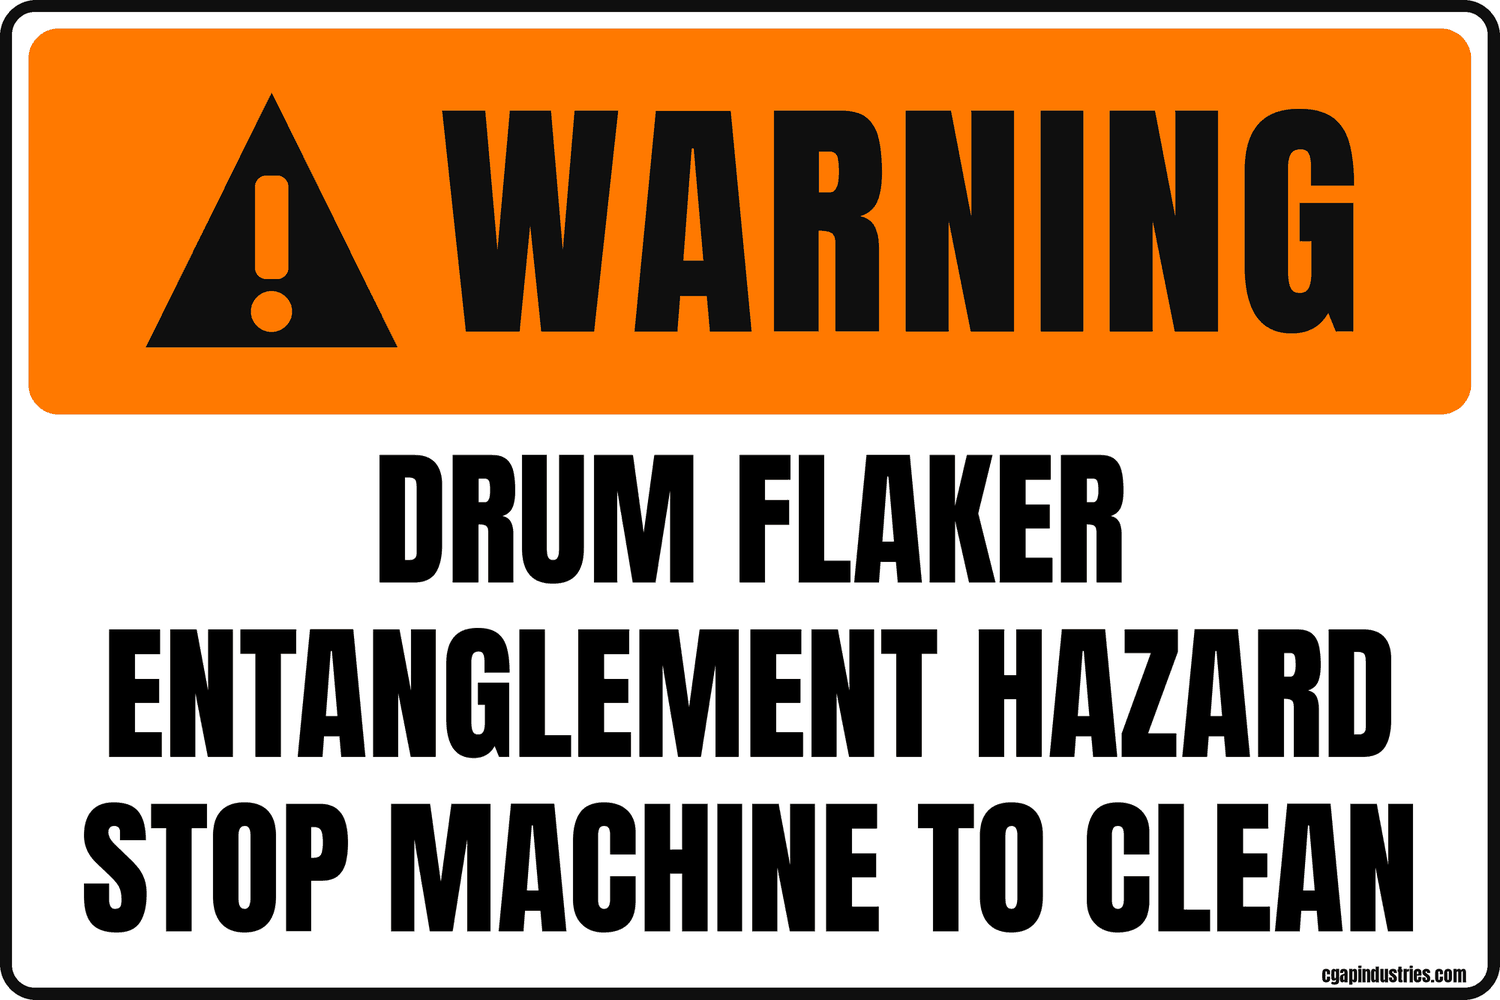 WARNING
DRUM FLAKER
ENTANGLEMENT HAZARD
STOP MACHINE TO CLEAN
cgapindustries.com